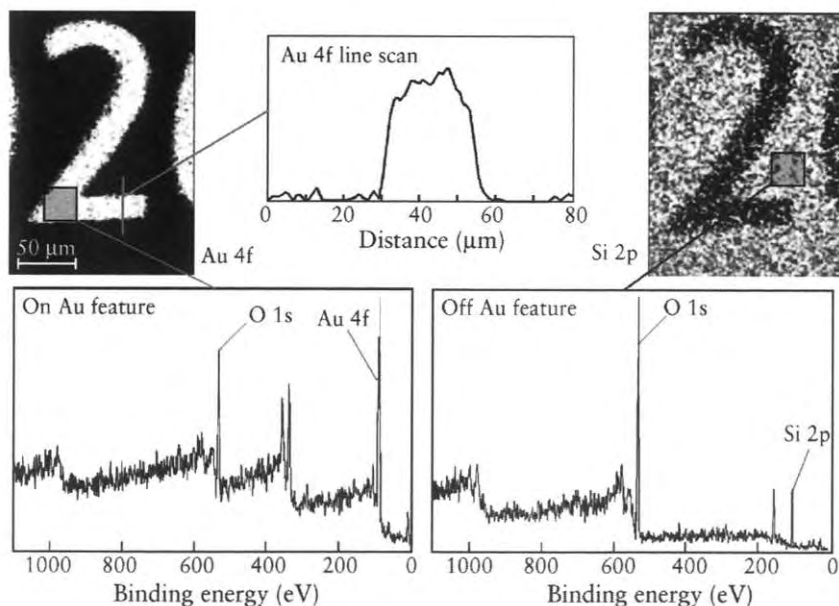 2
Au 4f line scan
0 20 40 60 80
Distance (μm)
50 μm
Au 4f
Si 2p
On Au feature
O 1s
Au 4f
1000 800 600 400 200 0
Binding energy (eV)
Off Au feature
O 1s
Si 2p
1000 800 600 400 200 0
Binding energy (eV)
2